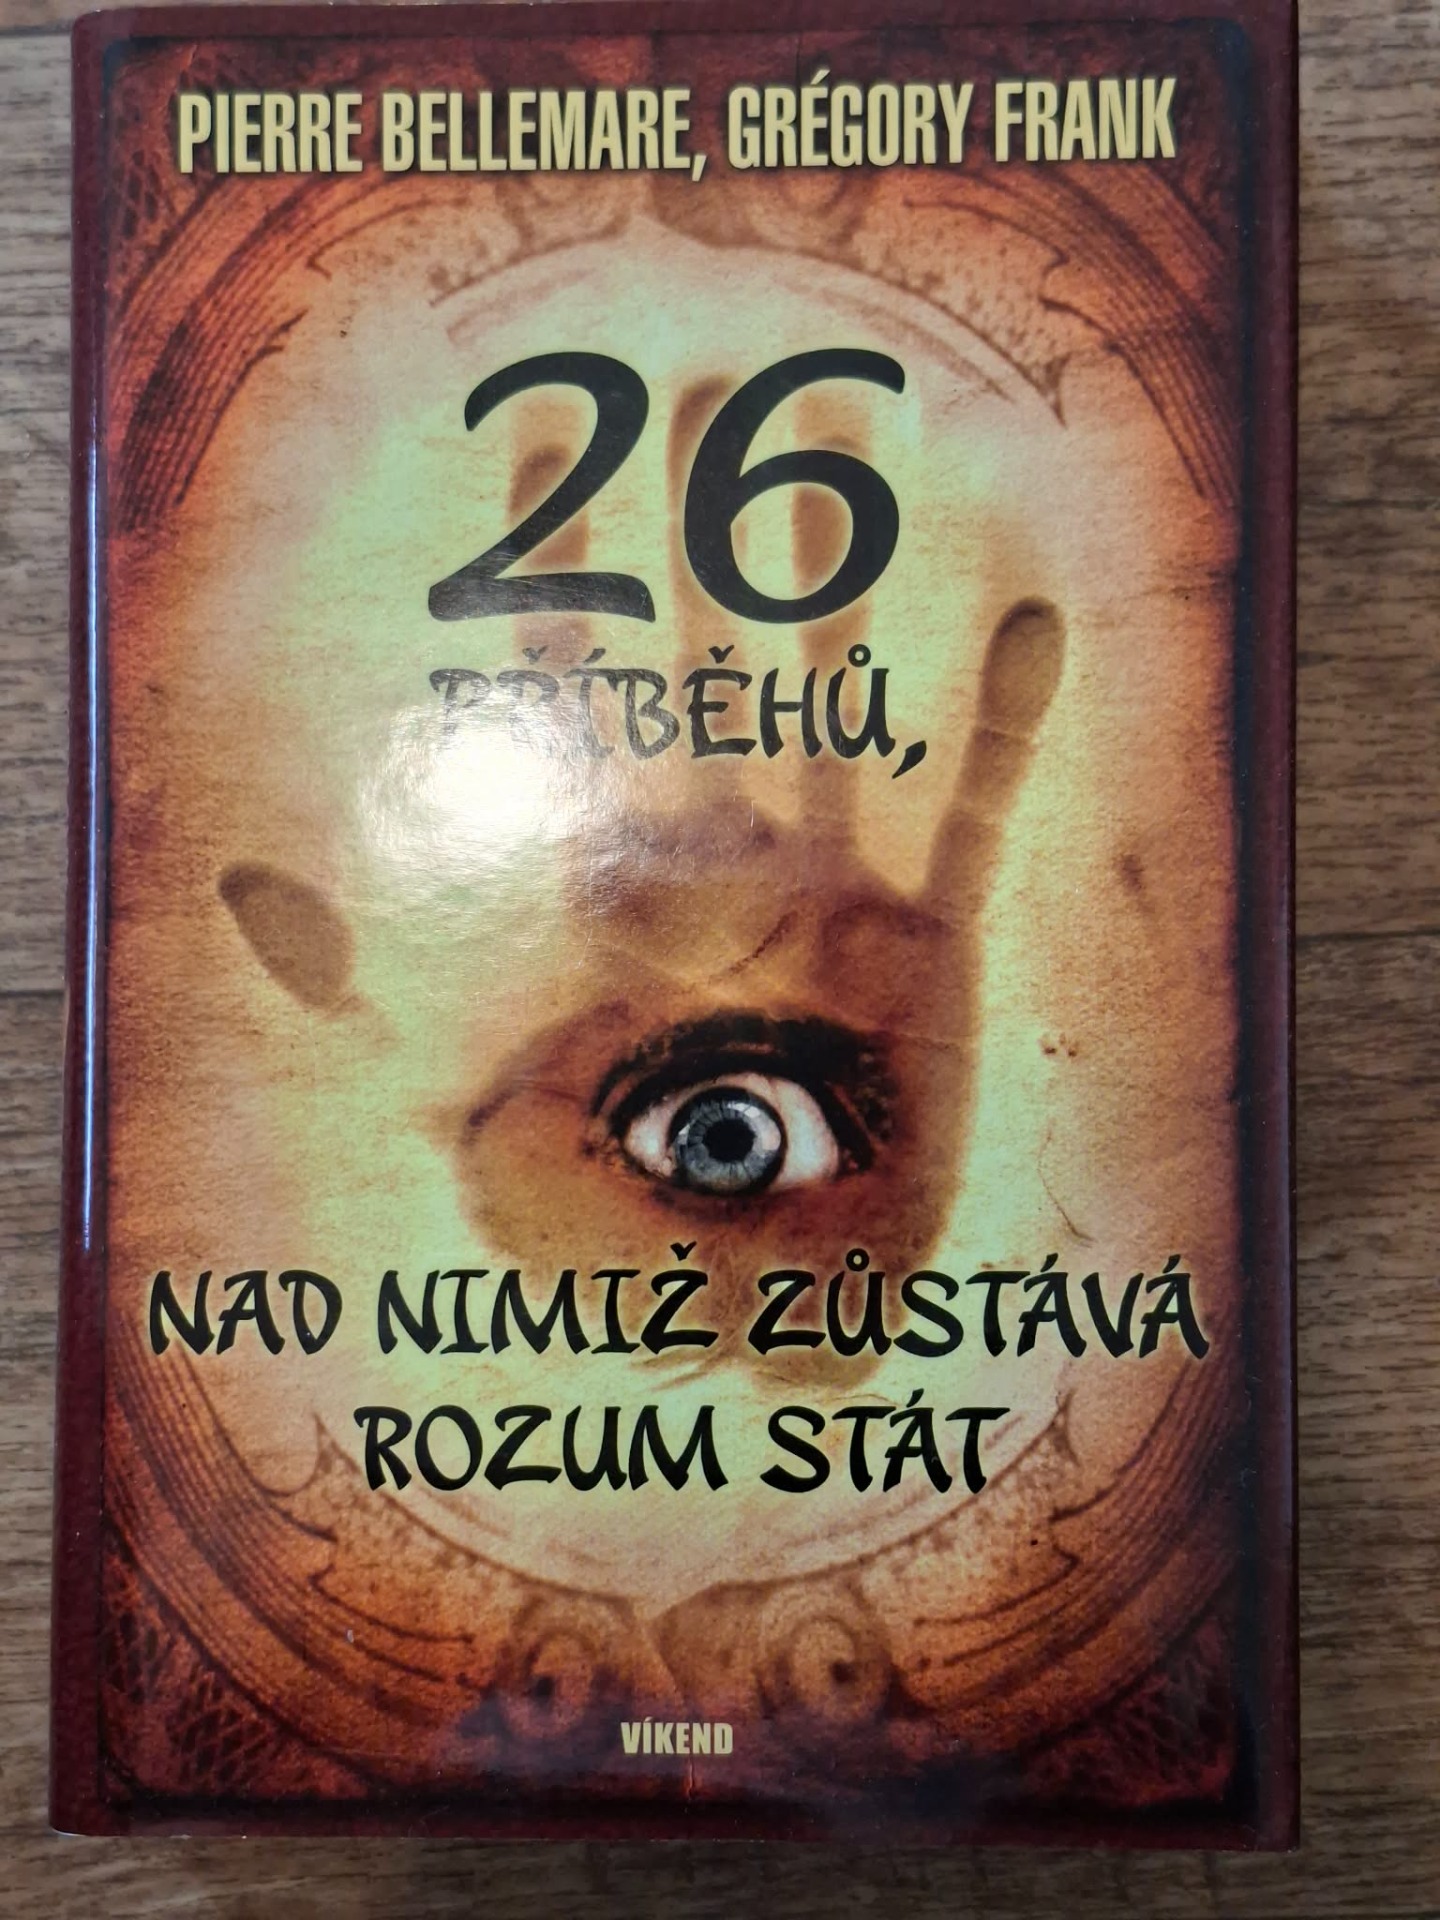 PIERRE BELLEMARE, GRÉGORY FRANK
26
PŘÍBĚHŮ,
NAD NIMIŽ ZŮSTÁVÁ
ROZUM STÁT
VÍKEND